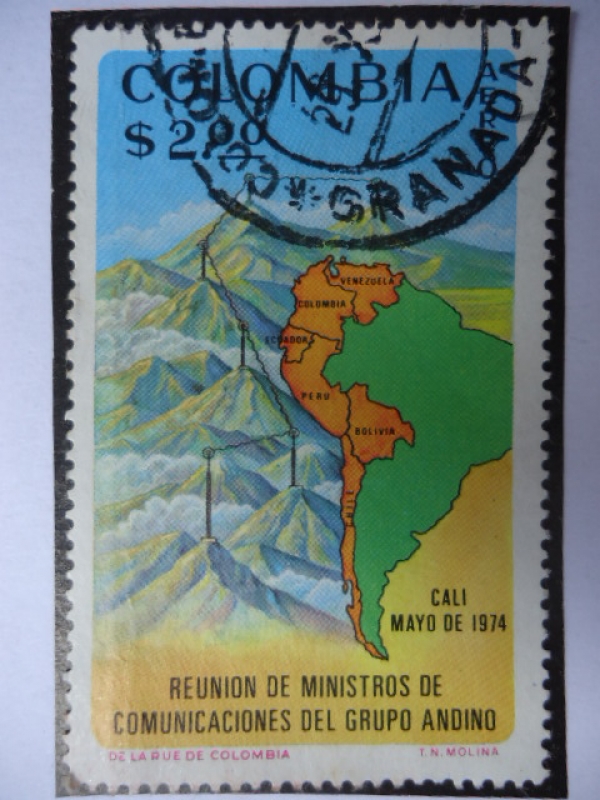 COLOMBIA
AERO
$2.00
GRANADA
VENEZUELA
COLOMBIA
ECUADOR
PERU
BOLIVIA
CHILE
CALI
MAYO DE 1974
REUNION DE MINISTROS DE
COMUNICACIONES DEL GRUPO ANDINO
DE LA RUE DE COLOMBIA
T.N. MOLINA